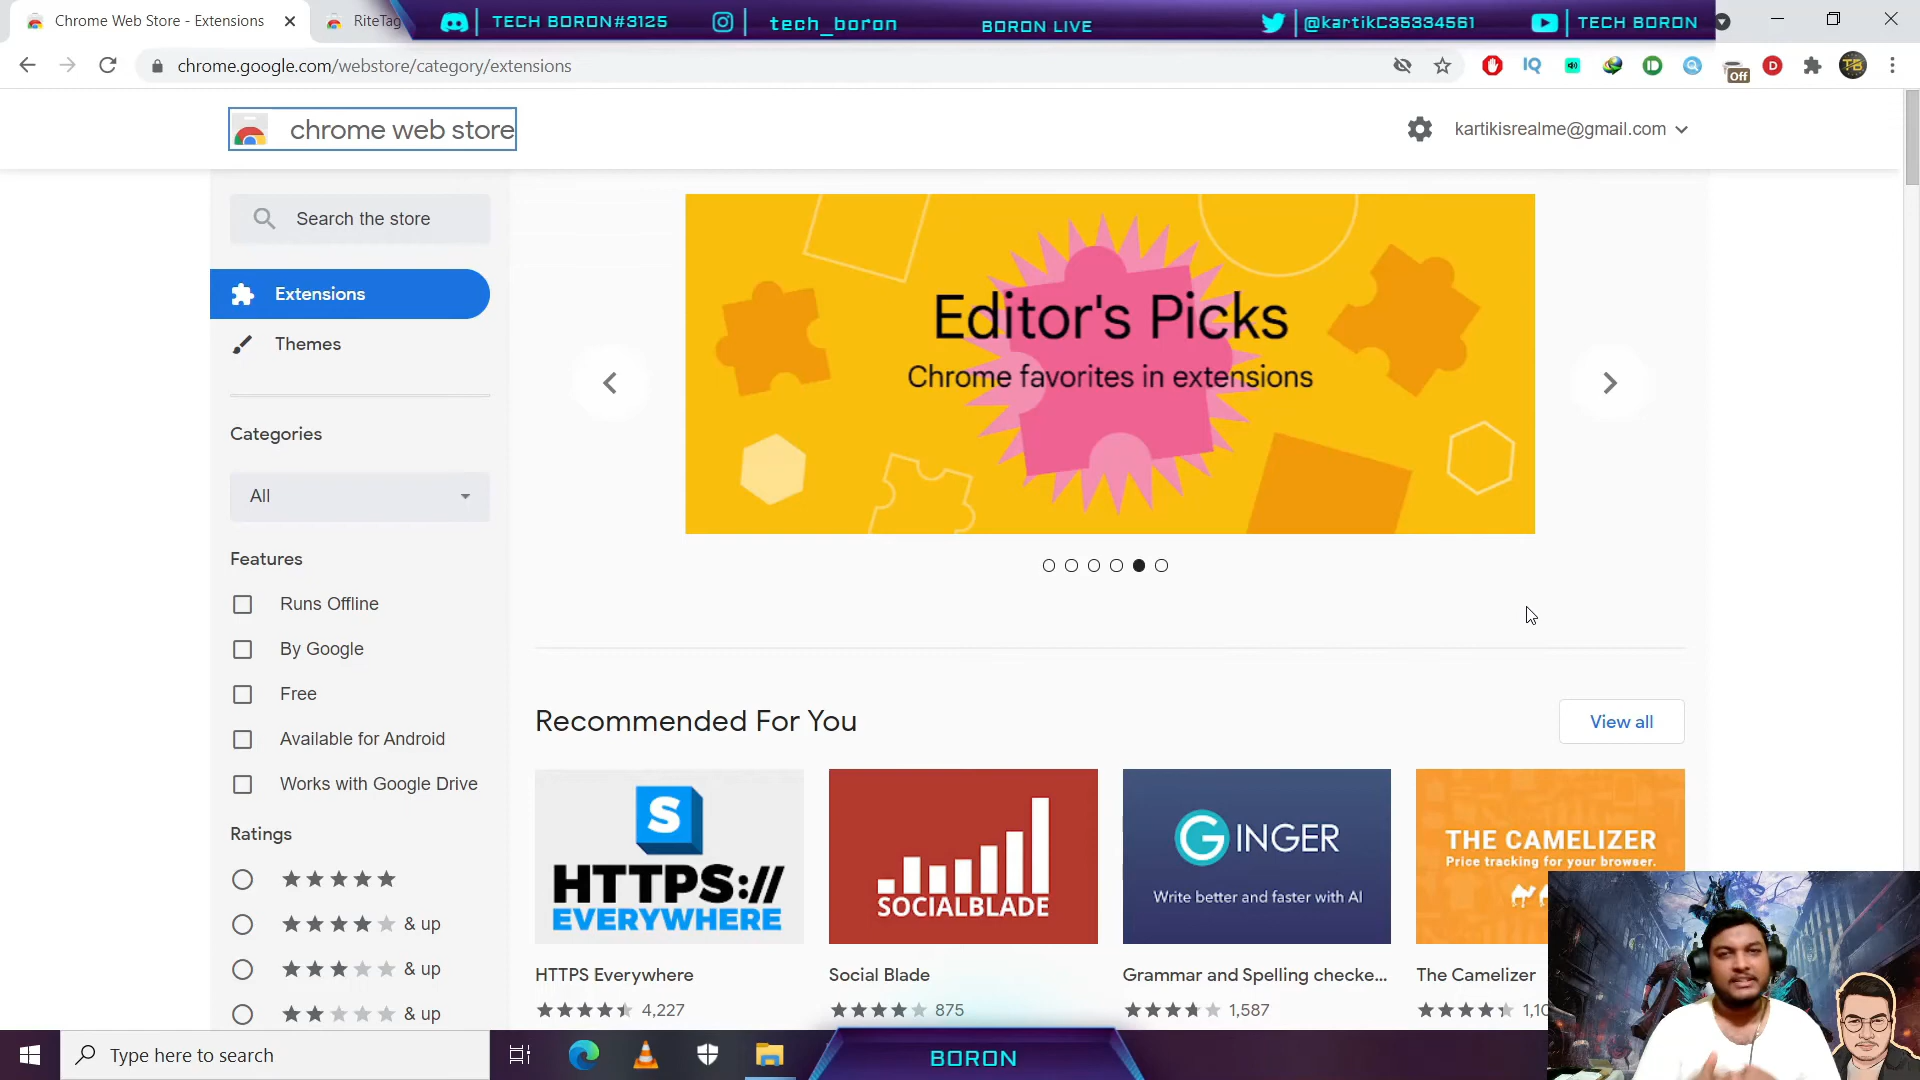 Chrome Web Store - Extensions
RiteTag
TECH BORON#3125
tech_boron
BORON LIVE
@kartikC35334561
TECH BORON
chrome.google.com/webstore/category/extensions
IQ
Off
D
TB
chrome web store
kartikisrealme@gmail.com
Search the store
Extensions
Themes
Categories
All
Features
Runs Offline
By Google
Free
Available for Android
Works with Google Drive
Ratings
& up
& up
& up
Editor's Picks
Chrome favorites in extensions
Recommended For You
View all
S
HTTPS://
EVERYWHERE
SOCIALBLADE
GINGER
Write better and faster with AI
THE CAMELIZER
Price tracking for your browser.
HTTPS Everywhere
Social Blade
Grammar and Spelling checke...
The Camelizer
4,227
875
1,587
Type here to search
BORON